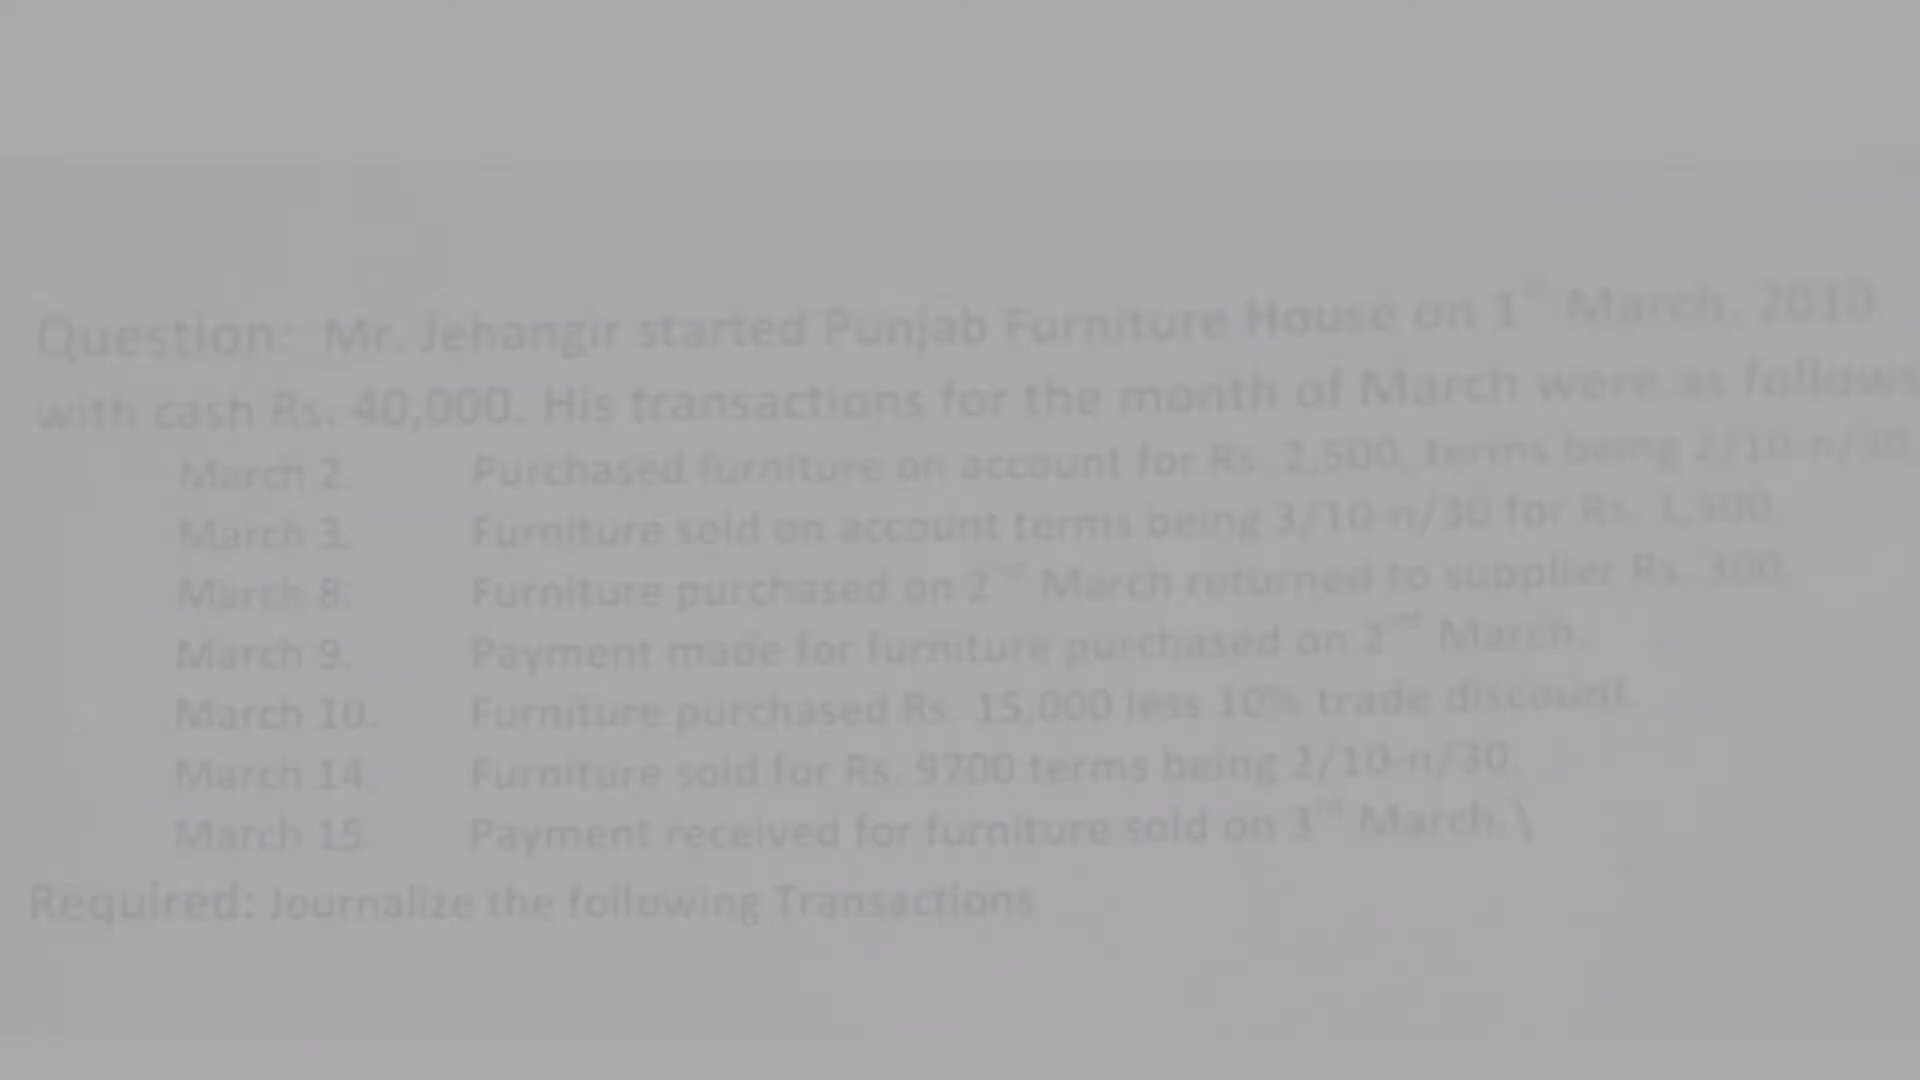 Question: Mr. Jehangir started Punjab Furniture House on 1st March, 2010
with cash Rs. 40,000. His transactions for the month of March were as follows
March 2. Purchased furniture on account for Rs. 2,500, terms being 2/10-n/30.
March 3. Furniture sold on account terms being 3/10-n/30 for Rs. 1,500.
March 8. Furniture purchased on 2nd March returned to supplier Rs. 300.
March 9. Payment made for furniture purchased on 2nd March.
March 10. Furniture purchased Rs. 15,000 less 10% trade discount.
March 14. Furniture sold for Rs. 9700 terms being 2/10-n/30.
March 15. Payment received for furniture sold on 3rd March.\
Required: Journalize the following Transactions